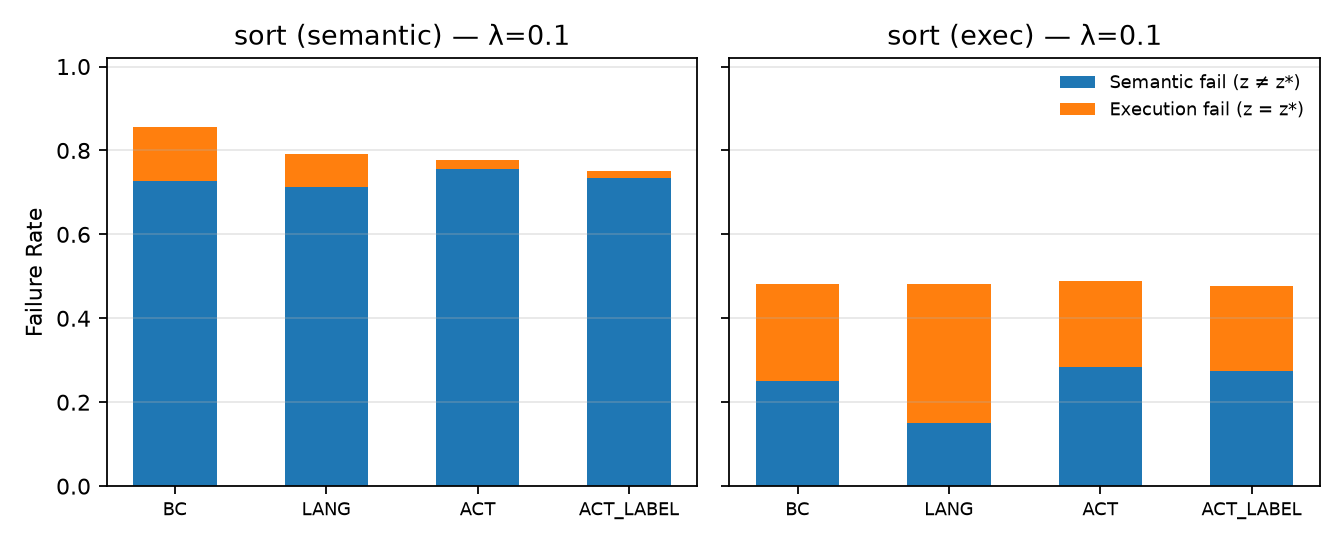 sort (semantic) — λ=0.1
Failure Rate
1.0
0.8
0.6
0.4
0.2
0.0
BC
LANG
ACT
ACT_LABEL
sort (exec) — λ=0.1
Semantic fail (z ≠ z*)
Execution fail (z = z*)
BC
LANG
ACT
ACT_LABEL